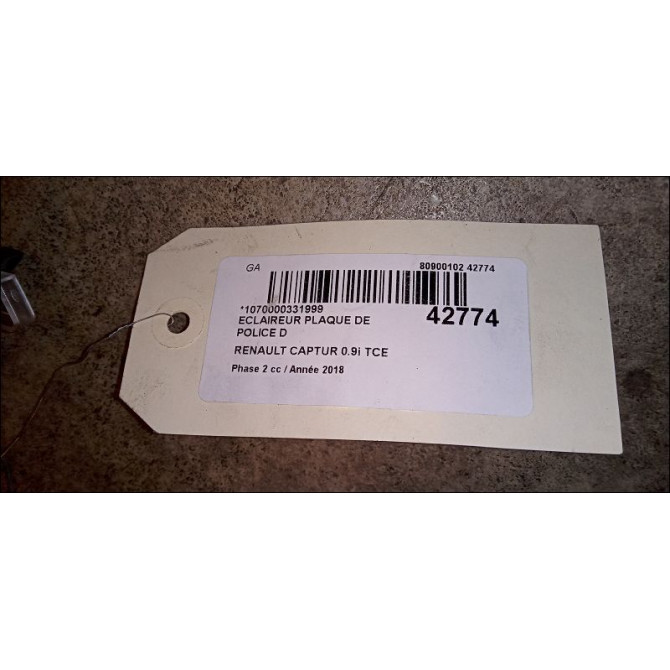 GA 80900102 42774
*1070000331999
42774
ECLAIREUR PLAQUE DE
POLICE D
RENAULT CAPTUR 0.9i TCE
Phase 2 cc / Année 2018